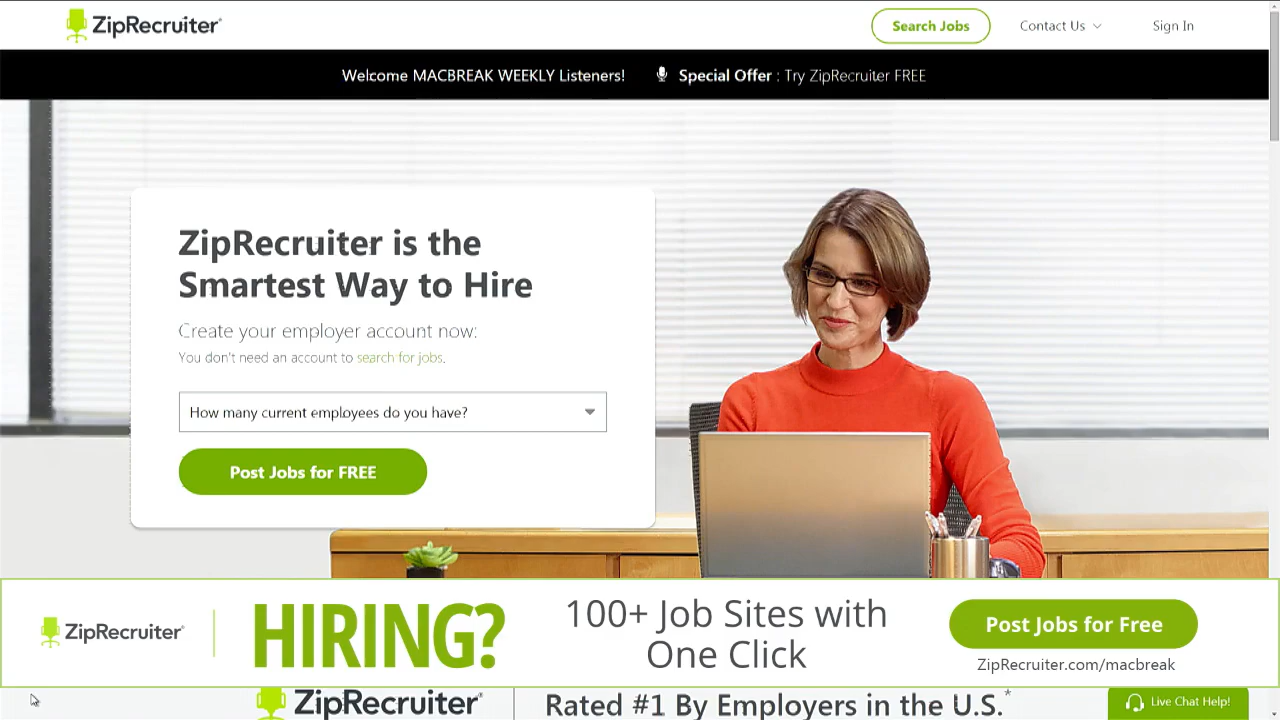 ZipRecruiter®
Search Jobs
Contact Us
Sign In
Welcome MACBREAK WEEKLY Listeners!
Special Offer : Try ZipRecruiter FREE
ZipRecruiter is the
Smartest Way to Hire
Create your employer account now:
You don't need an account to search for jobs.
How many current employees do you have?
Post Jobs for FREE
ZipRecruiter®
HIRING?
100+ Job Sites with
One Click
Post Jobs for Free
ZipRecruiter.com/macbreak
ZipRecruiter®
Rated #1 By Employers in the U.S.*
Live Chat Help!